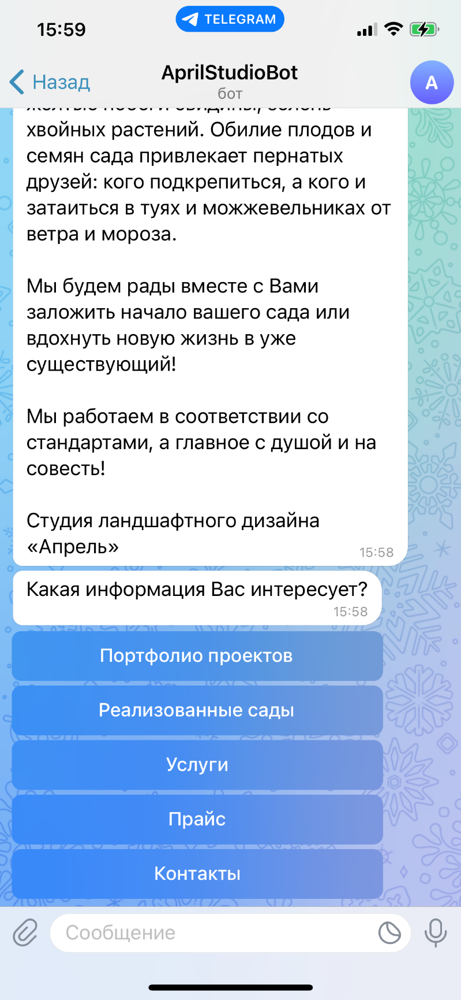 15:59
TELEGRAM
Назад
AprilStudioBot
бот
A
хвойных растений. Обилие плодов и
семян сада привлекает пернатых
друзей: кого подкрепиться, а кого и
затаиться в туях и можжевельниках от
ветра и мороза.
Мы будем рады вместе с Вами
заложить начало вашего сада или
вдохнуть новую жизнь в уже
существующий!
Мы работаем в соответствии со
стандартами, а главное с душой и на
совесть!
Студия ландшафтного дизайна
«Апрель»
15:58
Какая информация Вас интересует?
15:58
Портфолио проектов
Реализованные сады
Услуги
Прайс
Контакты
Сообщение